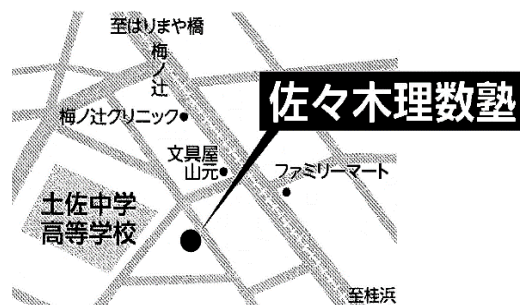 至はりまや橋
梅ノ辻
佐々木理数塾
梅ノ辻クリニック
文具屋
山元
ファミリーマート
土佐中学
高等学校
至桂浜